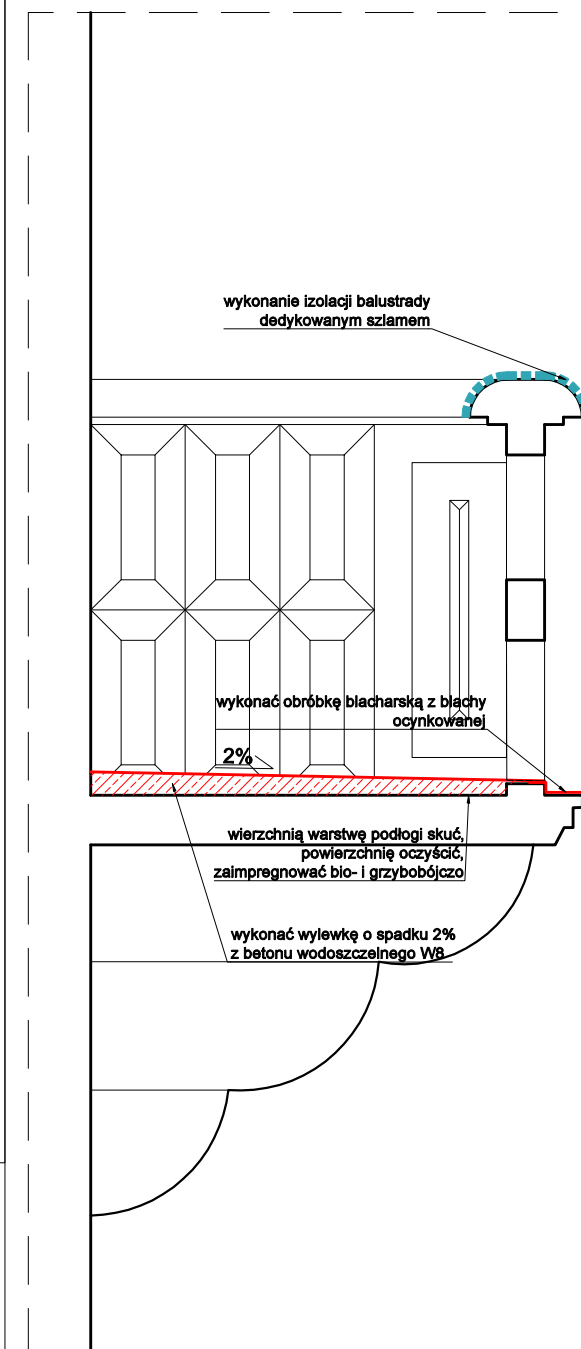 wykonanie izolacji balustrady
dedykowanym szlamem
wykonać obróbkę blacharską z blachy
ocynkowanej
2%
wierzchnią warstwę podłogi skuć,
powierzchnię oczyścić,
zaimpregnować bio- i grzybobójczo
wykonać wylewkę o spadku 2%
z betonu wodoszczelnego W8